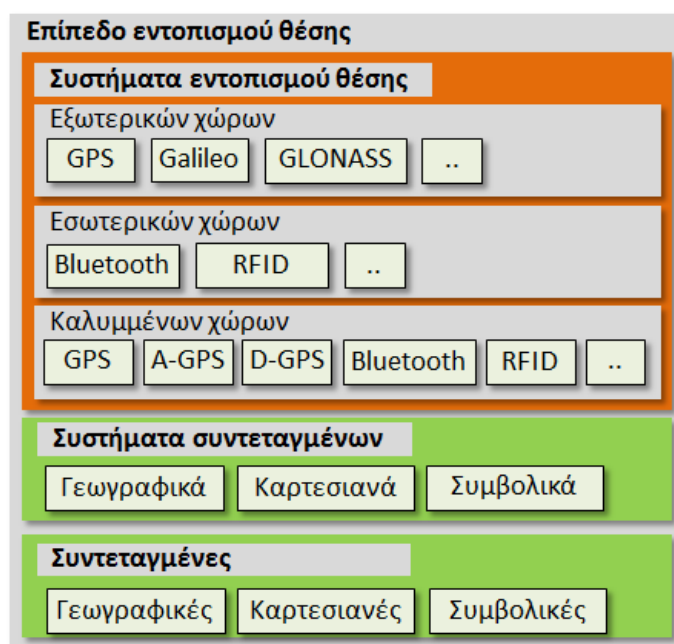 Επίπεδο εντοπισμού θέσης
Συστήματα εντοπισμού θέσης
Εξωτερικών χώρων
GPS Galileo GLONASS ..
Εσωτερικών χώρων
Bluetooth RFID ..
Καλυμμένων χώρων
GPS A-GPS D-GPS Bluetooth RFID ..
Συστήματα συντεταγμένων
Γεωγραφικά Καρτεσιανά Συμβολικά
Συντεταγμένες
Γεωγραφικές Καρτεσιανές Συμβολικές